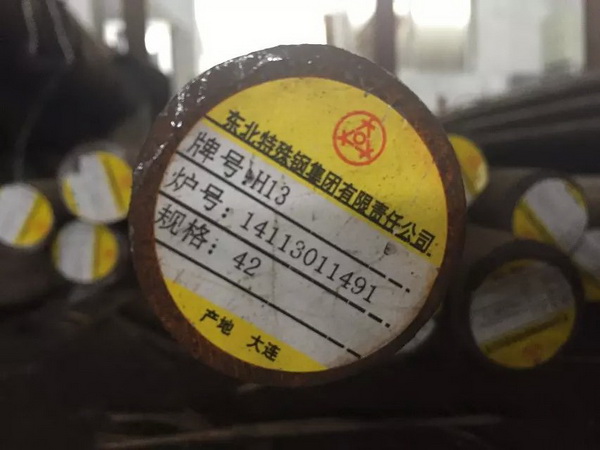 东北特殊钢集团有限责任公司
牌号:H13
炉号:14113011491
规格:42
产地 大连